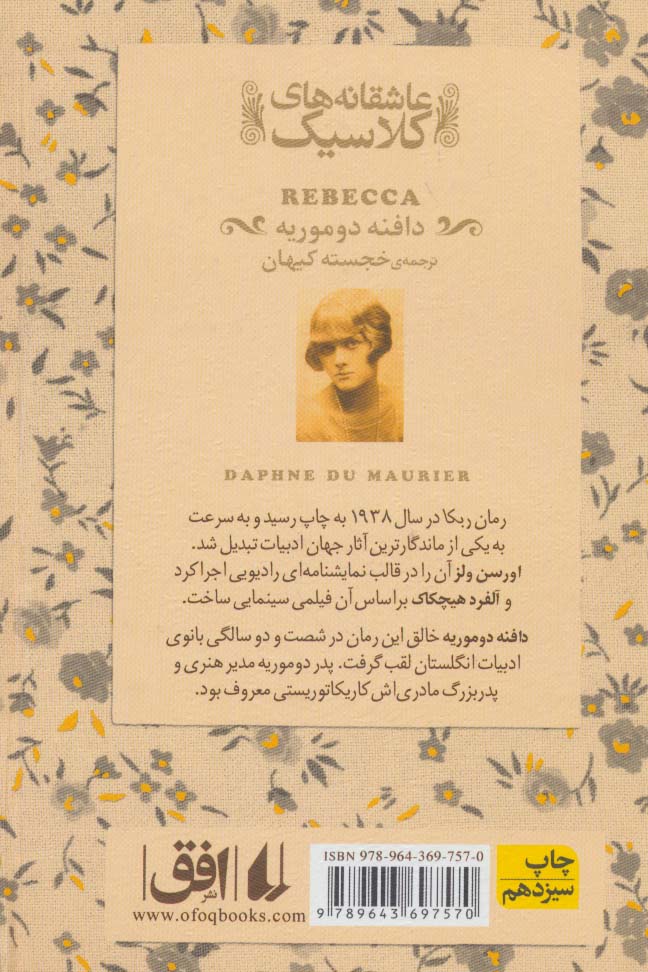 عاشقانه‌های
کلاسیک
REBECCA
دافنه دوموریه
ترجمه‌ی خجسته کیهان
DAPHNE DU MAURIER
رمان ربکا در سال ۱۹۳۸ به چاپ رسید و به سرعت
به یکی از ماندگارترین آثار جهان ادبیات تبدیل شد.
اورسن ولز آن را در قالب نمایشنامه‌ای رادیویی اجرا کرد
و آلفرد هیچکاک براساس آن فیلمی سینمایی ساخت.
دافنه دوموریه خالق این رمان در شصت و دو سالگی بانوی
ادبیات انگلستان لقب گرفت. پدر دوموریه مدیر هنری و
پدربزرگ مادری‌اش کاریکاتوریستی معروف بود.
چاپ
سیزدهم
ISBN 978-964-369-757-0
9 789643 697570
نشر
افق
www.ofoqbooks.com